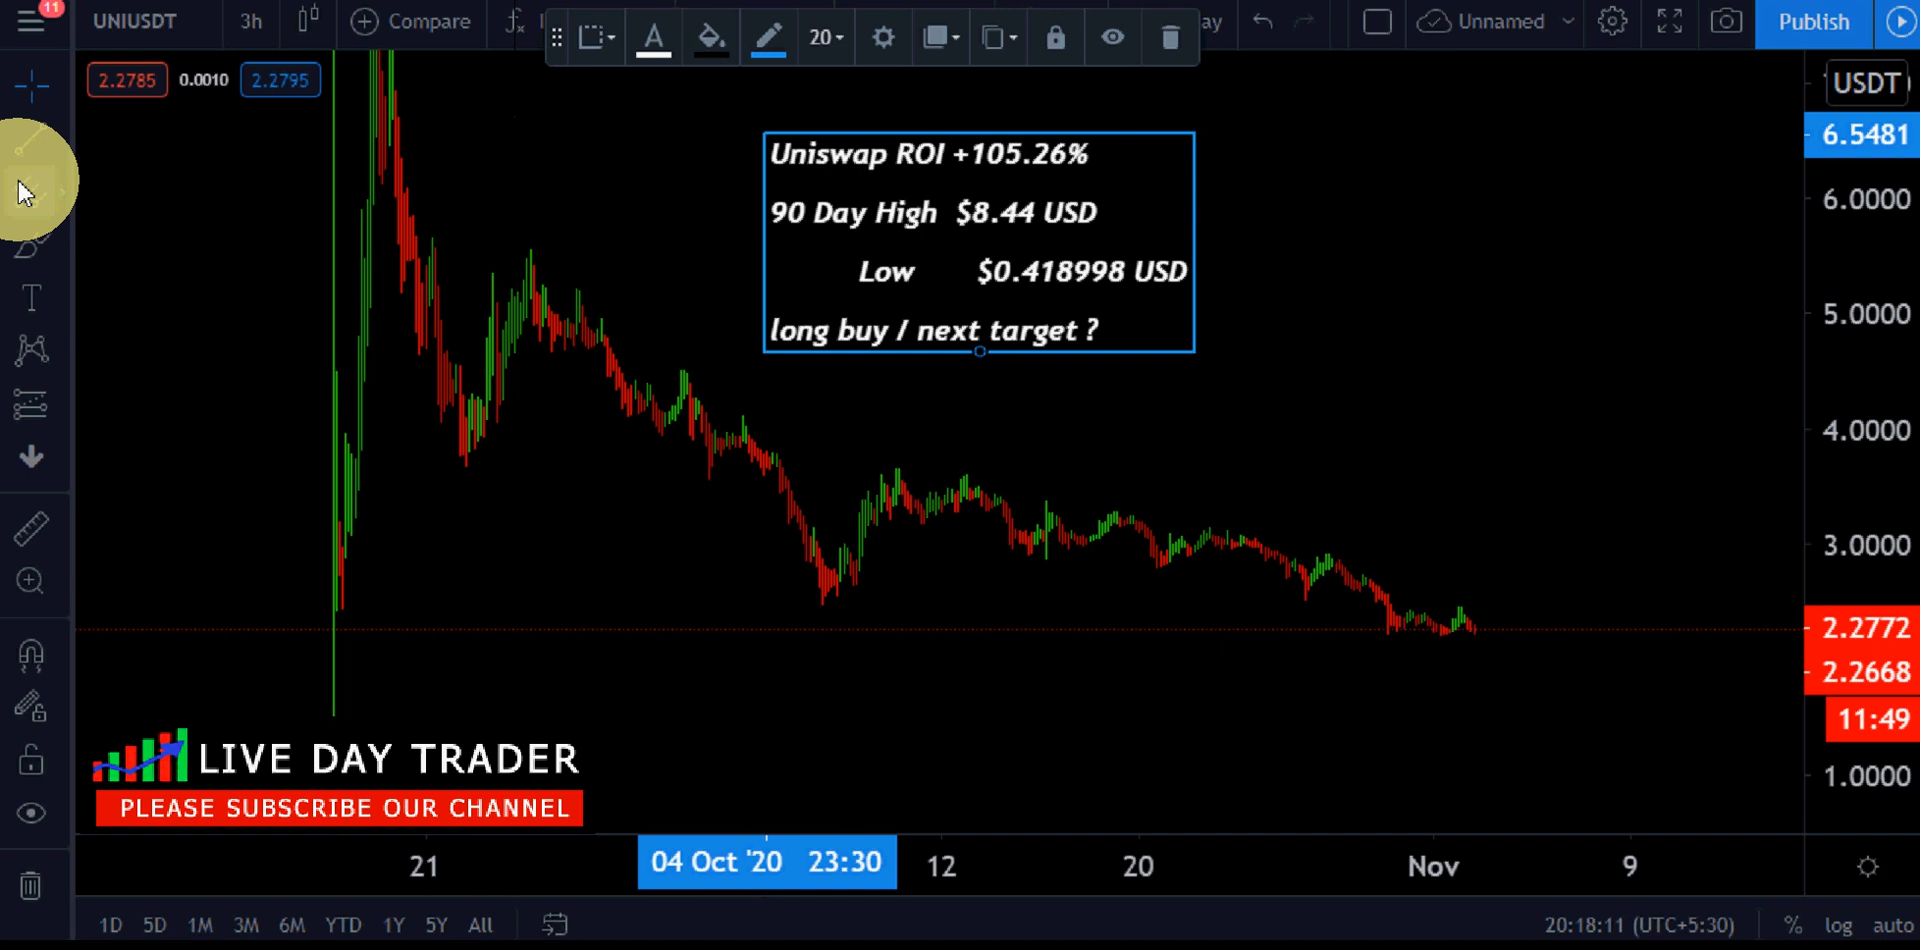 11
UNIUSDT 3h Compare 20 ay Unnamed Publish
2.2785 0.0010 2.2795
USDT
6.5481
6.0000
5.0000
4.0000
3.0000
2.2772
2.2668
11:49
1.0000
Uniswap ROI +105.26%
90 Day High $8.44 USD
Low $0.418998 USD
long buy / next target ?
LIVE DAY TRADER
PLEASE SUBSCRIBE OUR CHANNEL
21 04 Oct '20 23:30 12 20 Nov 9
1D 5D 1M 3M 6M YTD 1Y 5Y All 20:18:11 (UTC+5:30) % log auto